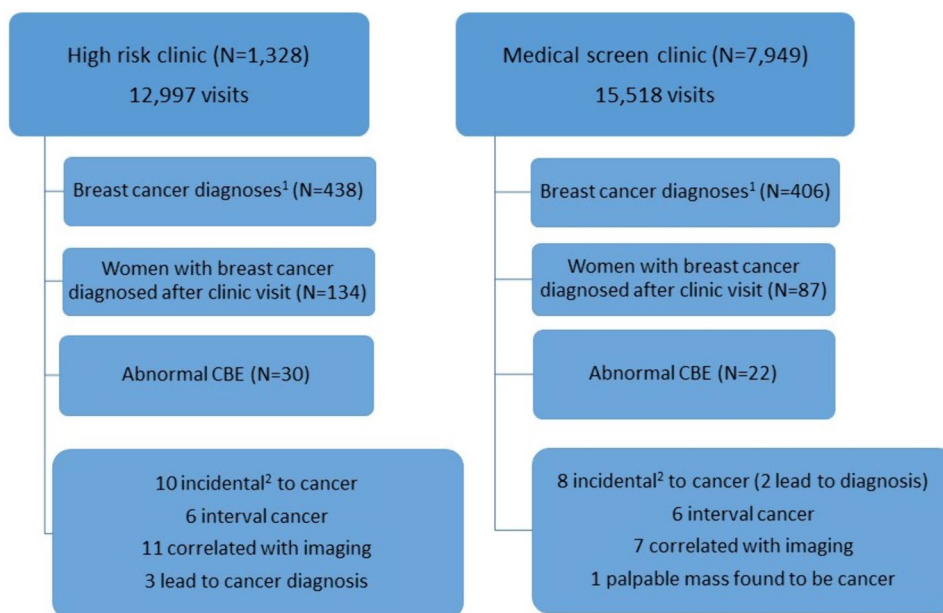 High risk clinic (N=1,328)
12,997 visits
Breast cancer diagnoses¹ (N=438)
Women with breast cancer
diagnosed after clinic visit (N=134)
Abnormal CBE (N=30)
10 incidental² to cancer
6 interval cancer
11 correlated with imaging
3 lead to cancer diagnosis
Medical screen clinic (N=7,949)
15,518 visits
Breast cancer diagnoses¹ (N=406)
Women with breast cancer
diagnosed after clinic visit (N=87)
Abnormal CBE (N=22)
8 incidental² to cancer (2 lead to diagnosis)
6 interval cancer
7 correlated with imaging
1 palpable mass found to be cancer